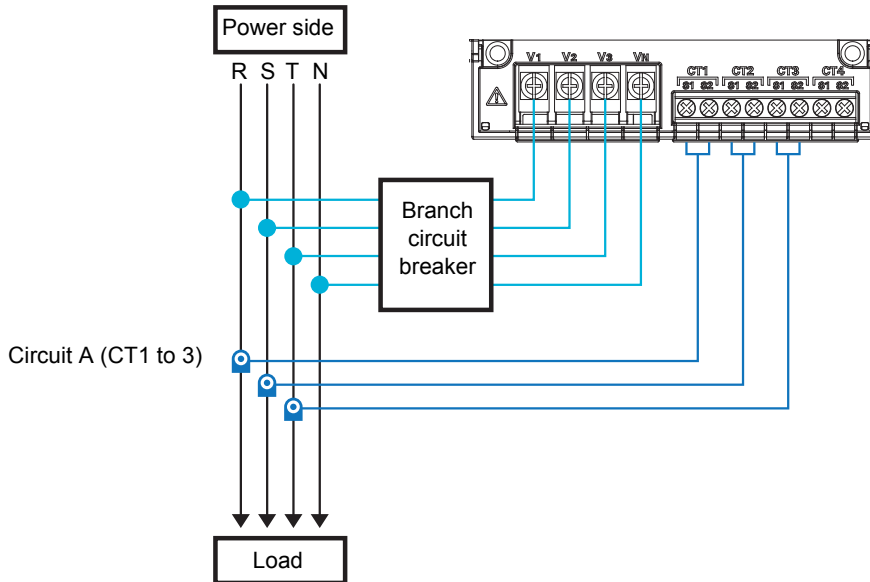 Power side
R S T N
V1 V2 V3 VN
CT1 CT2 CT3 CT4
S1 S2 S1 S2 S1 S2 S1 S2
Branch
circuit
breaker
Circuit A (CT1 to 3)
Load